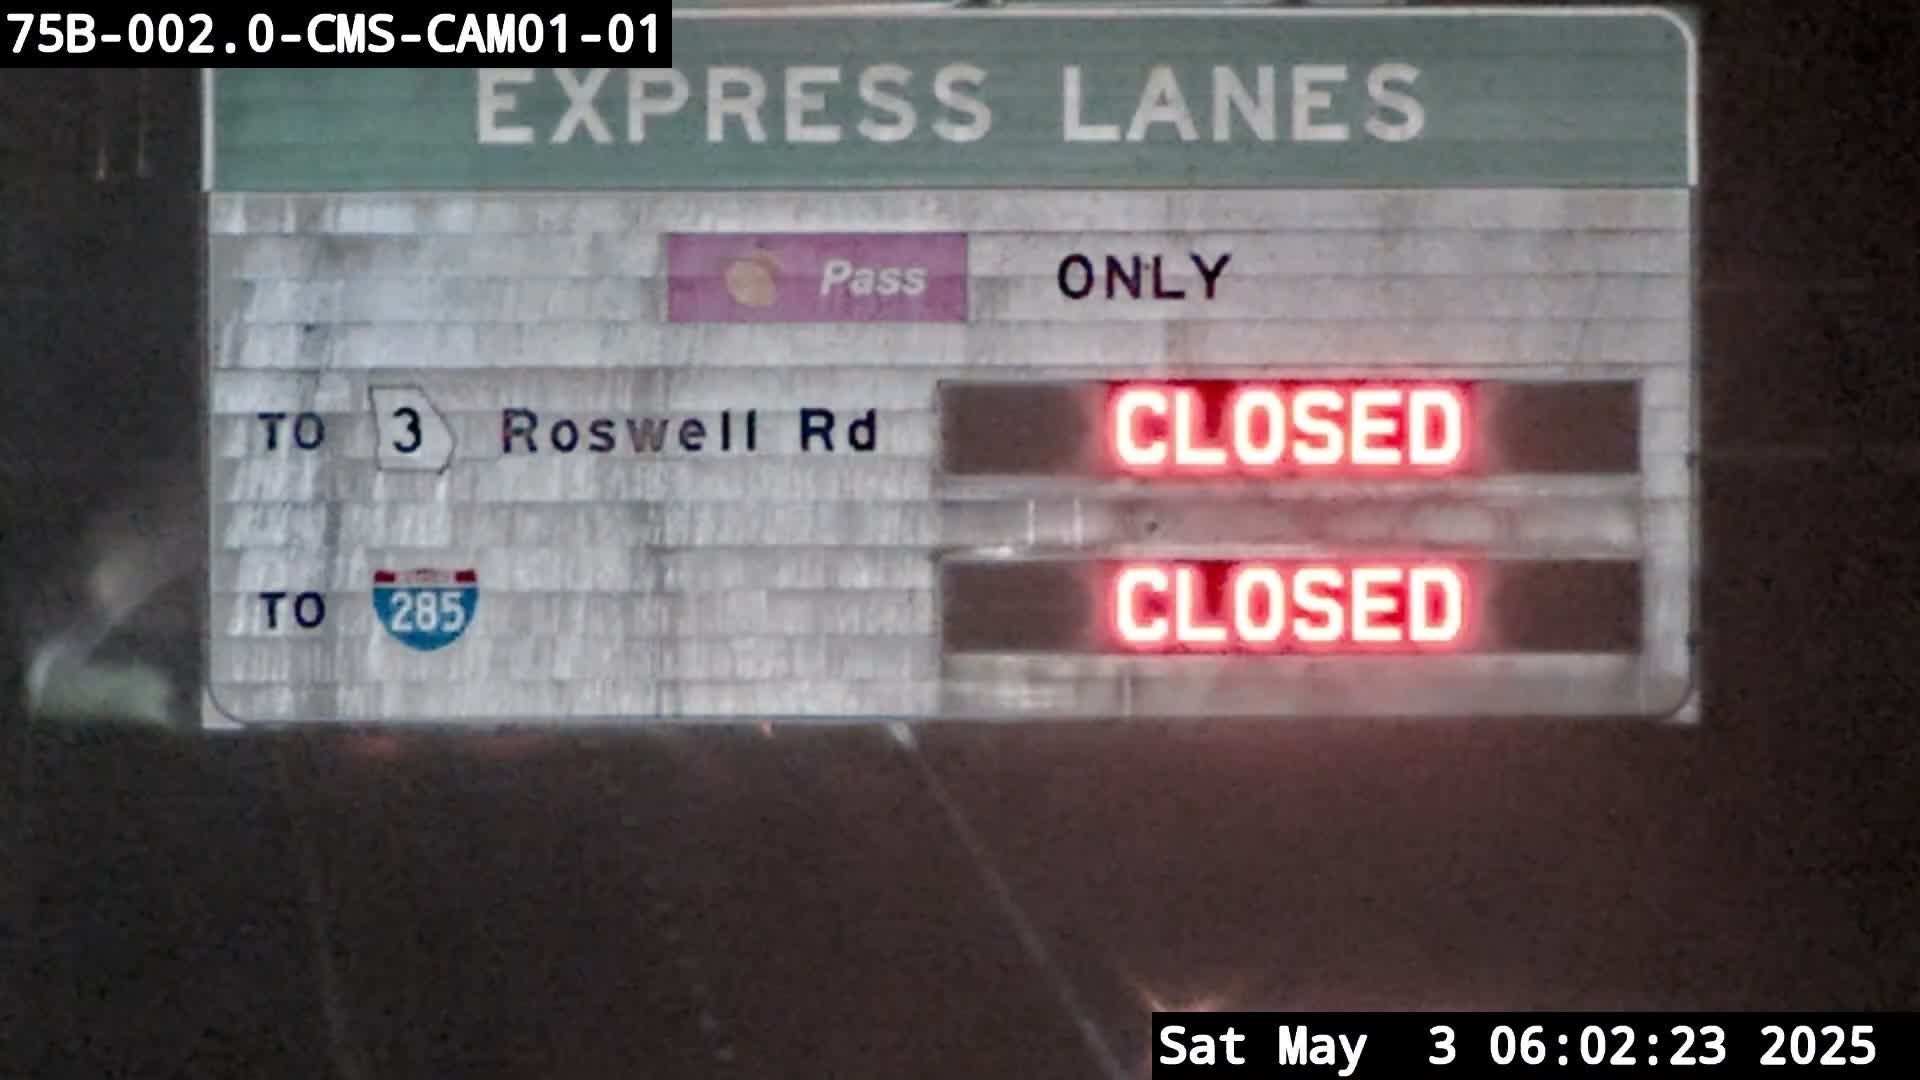 75B-002.0-CMS-CAM01-01
EXPRESS LANES
Pass ONLY
TO 3 Roswell Rd CLOSED
TO 285 CLOSED
Sat May 3 06:02:23 2025